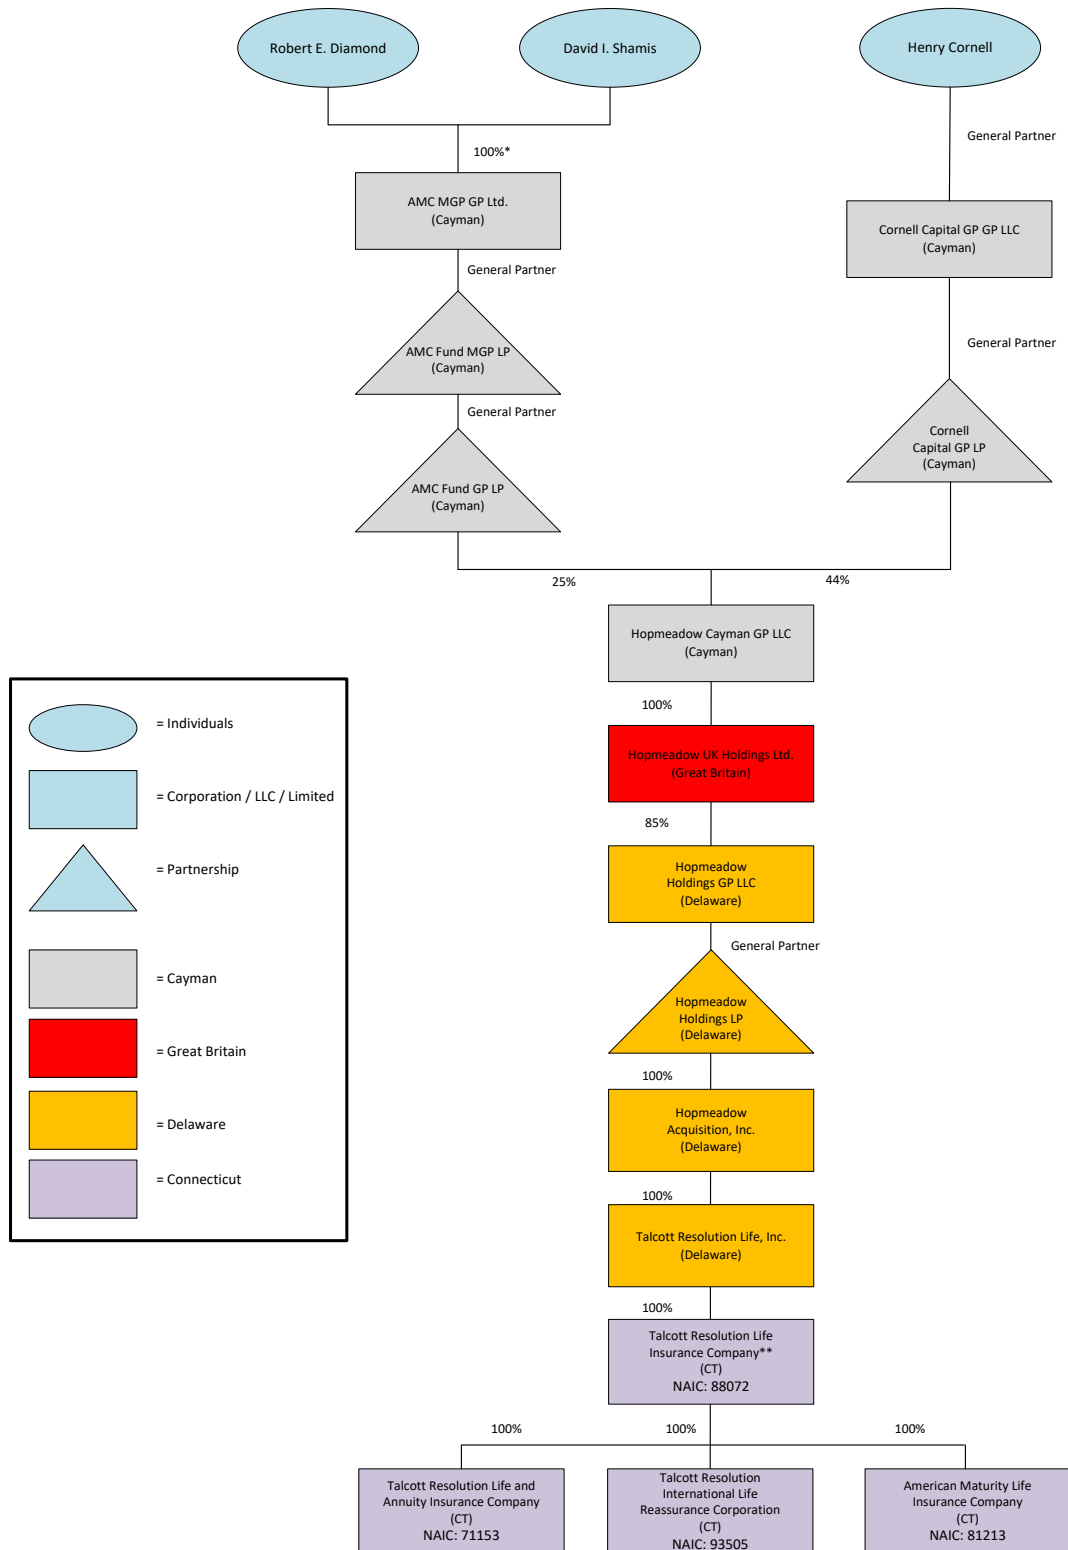 Robert E. Diamond
David I. Shamis
Henry Cornell
General Partner
100%*
AMC MGP GP Ltd.
(Cayman)
Cornell Capital GP GP LLC
(Cayman)
General Partner
General Partner
AMC Fund MGP LP
(Cayman)
General Partner
Cornell
Capital GP LP
(Cayman)
AMC Fund GP LP
(Cayman)
25%
44%
Hopmeadow Cayman GP LLC
(Cayman)
100%
Hopmeadow UK Holdings Ltd.
(Great Britain)
85%
Hopmeadow
Holdings GP LLC
(Delaware)
General Partner
Hopmeadow
Holdings LP
(Delaware)
100%
Hopmeadow
Acquisition, Inc.
(Delaware)
100%
Talcott Resolution Life, Inc.
(Delaware)
100%
Talcott Resolution Life
Insurance Company**
(CT)
NAIC: 88072
100%
100%
100%
Talcott Resolution Life and
Annuity Insurance Company
(CT)
NAIC: 71153
Talcott Resolution
International Life
Reassurance Corporation
(CT)
NAIC: 93505
American Maturity Life
Insurance Company
(CT)
NAIC: 81213
= Individuals
= Corporation / LLC / Limited
= Partnership
= Cayman
= Great Britain
= Delaware
= Connecticut